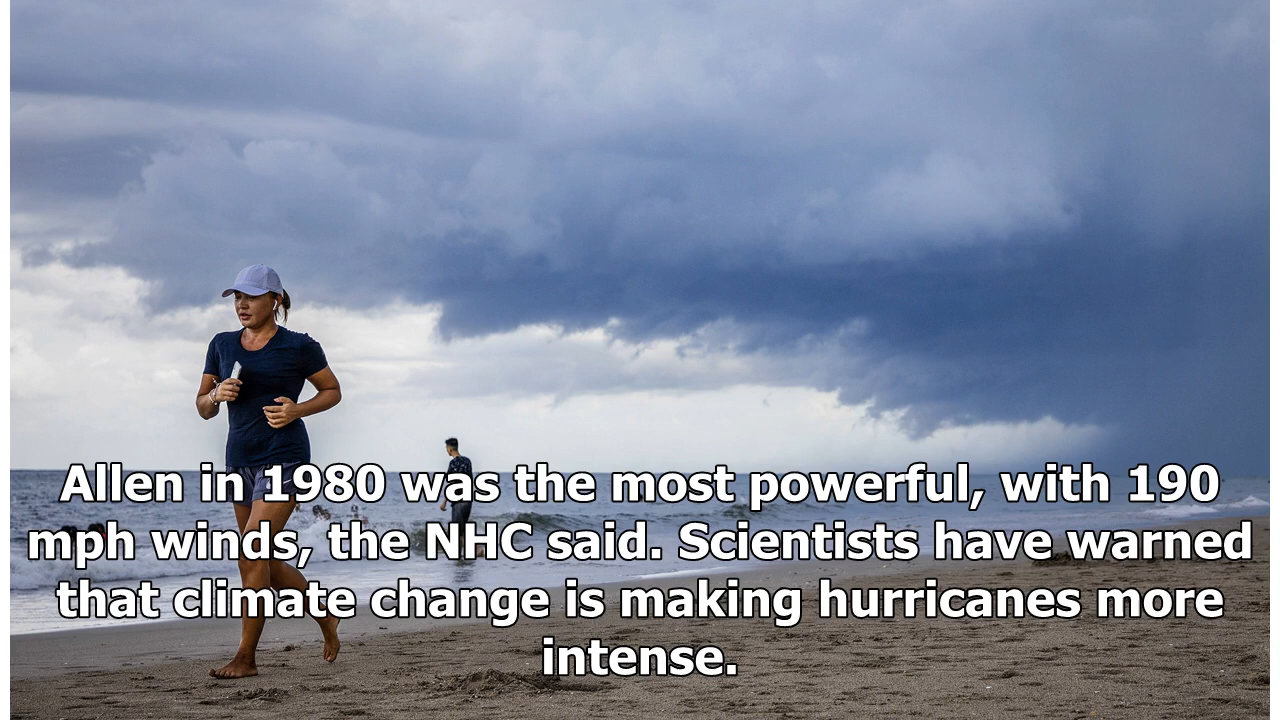 Allen in 1980 was the most powerful, with 190
mph winds, the NHC said. Scientists have warned
that climate change is making hurricanes more
intense.